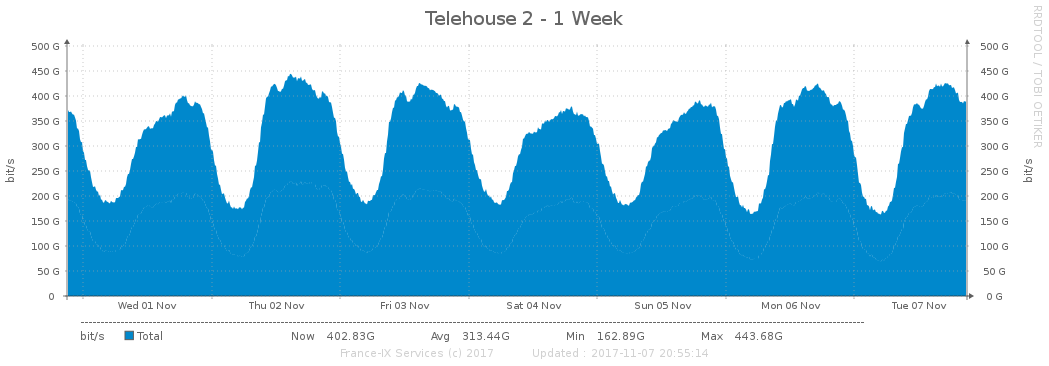 Telehouse 2 - 1 Week
RRDTOOL / TOBI OETIKER
500 G 500 G
450 G 450 G
400 G 400 G
350 G 350 G
300 G 300 G
250 G 250 G
200 G 200 G
150 G 150 G
100 G 100 G
50 G 50 G
0 0 G
bit/s bit/s
Wed 01 Nov Thu 02 Nov Fri 03 Nov Sat 04 Nov Sun 05 Nov Mon 06 Nov Tue 07 Nov
bit/s Total Now 402.83G Avg 313.44G Min 162.89G Max 443.68G
France-IX Services (c) 2017 Updated : 2017-11-07 20:55:14